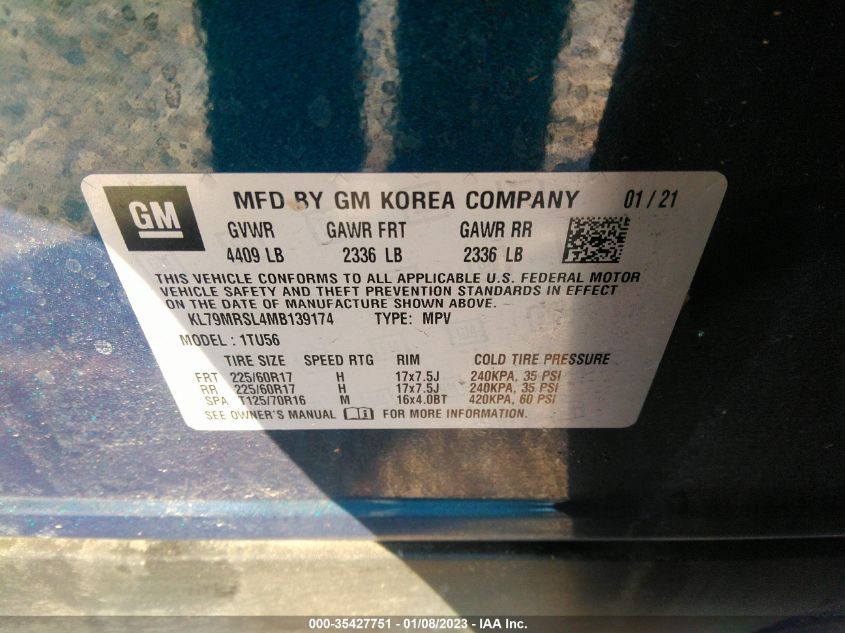 GM
MFD BY GM KOREA COMPANY 01/21
GVWR GAWR FRT GAWR RR
4409 LB 2336 LB 2336 LB
THIS VEHICLE CONFORMS TO ALL APPLICABLE U.S. FEDERAL MOTOR
VEHICLE SAFETY AND THEFT PREVENTION STANDARDS IN EFFECT
ON THE DATE OF MANUFACTURE SHOWN ABOVE.
KL79MRSL4MB139174 TYPE: MPV
MODEL: 1TU56
TIRE SIZE SPEED RTG RIM COLD TIRE PRESSURE
FRT 225/60R17 H 17x7.5J 240KPA, 35 PSI
RR 225/60R17 H 17x7.5J 240KPA, 35 PSI
SPA T125/70R16 M 16x4.0BT 420KPA, 60 PSI
SEE OWNER'S MANUAL FOR MORE INFORMATION.
000-35427751 - 01/08/2023 - IAA Inc.